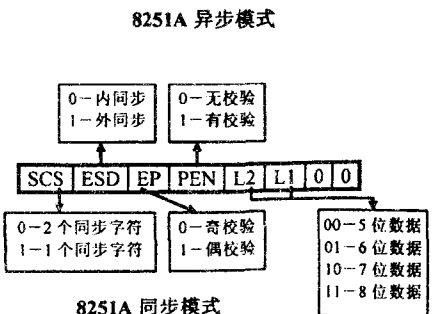 8251A 异步模式
0－内同步
1－外同步
0－无校验
1－有校验
SCS ESD EP PEN L2 L1 0 0
0－2 个同步字符
1－1 个同步字符
0－奇校验
1－偶校验
00－5 位数据
01－6 位数据
10－7 位数据
11－8 位数据
8251A 同步模式